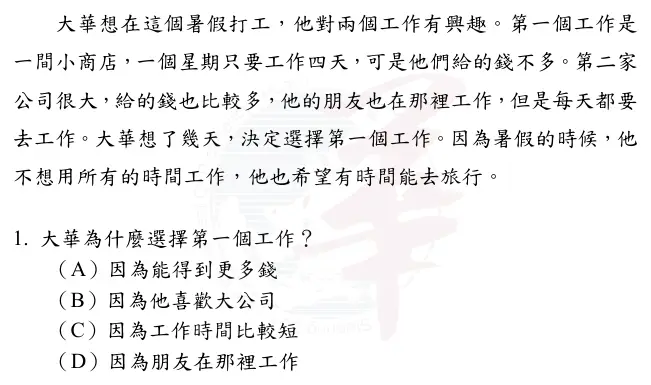 大華想在這個暑假打工，他對兩個工作有興趣。第一個工作是
一間小商店，一個星期只要工作四天，可是他們給的錢不多。第二家
公司很大，給的錢也比較多，他的朋友也在那裡工作，但是每天都要
去工作。大華想了幾天，決定選擇第一個工作。因為暑假的時候，他
不想用所有的時間工作，他也希望有時間能去旅行。
1. 大華為什麼選擇第一個工作？
（A）因為能得到更多錢
（B）因為他喜歡大公司
（C）因為工作時間比較短
（D）因為朋友在那裡工作